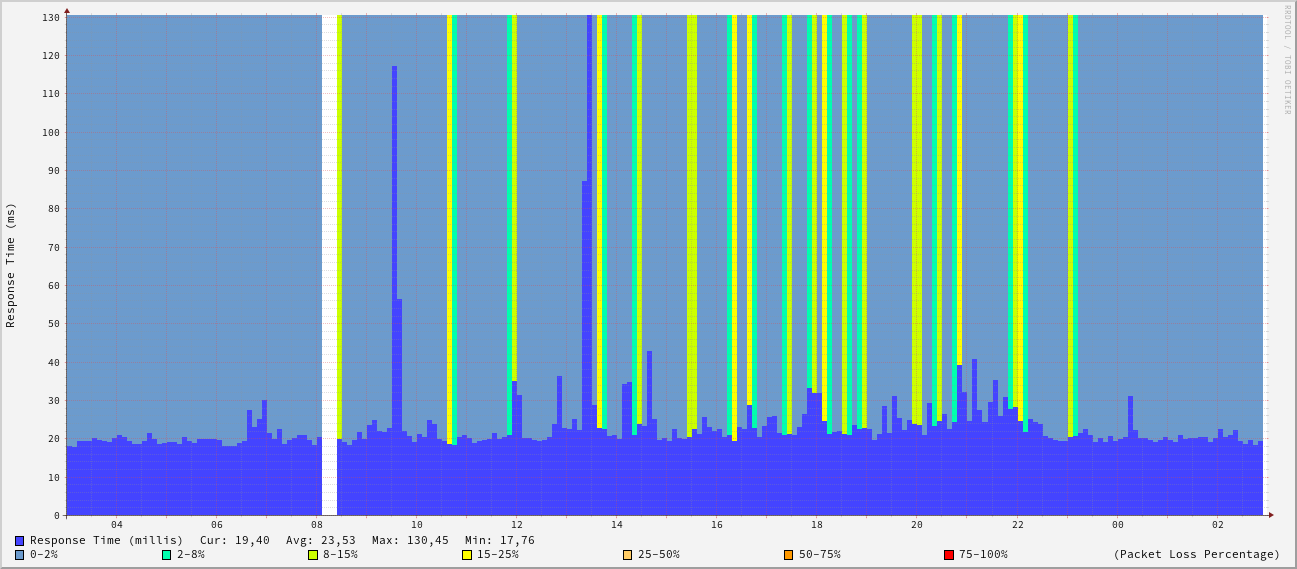 RRDTOOL / TOBI OETIKER
Response Time (ms)
130
120
110
100
90
80
70
60
50
40
30
20
10
0
04 06 08 10 12 14 16 18 20 22 00 02
Response Time (millis) Cur: 19,40 Avg: 23,53 Max: 130,45 Min: 17,76
0-2% 2-8% 8-15% 15-25% 25-50% 50-75% 75-100% (Packet Loss Percentage)